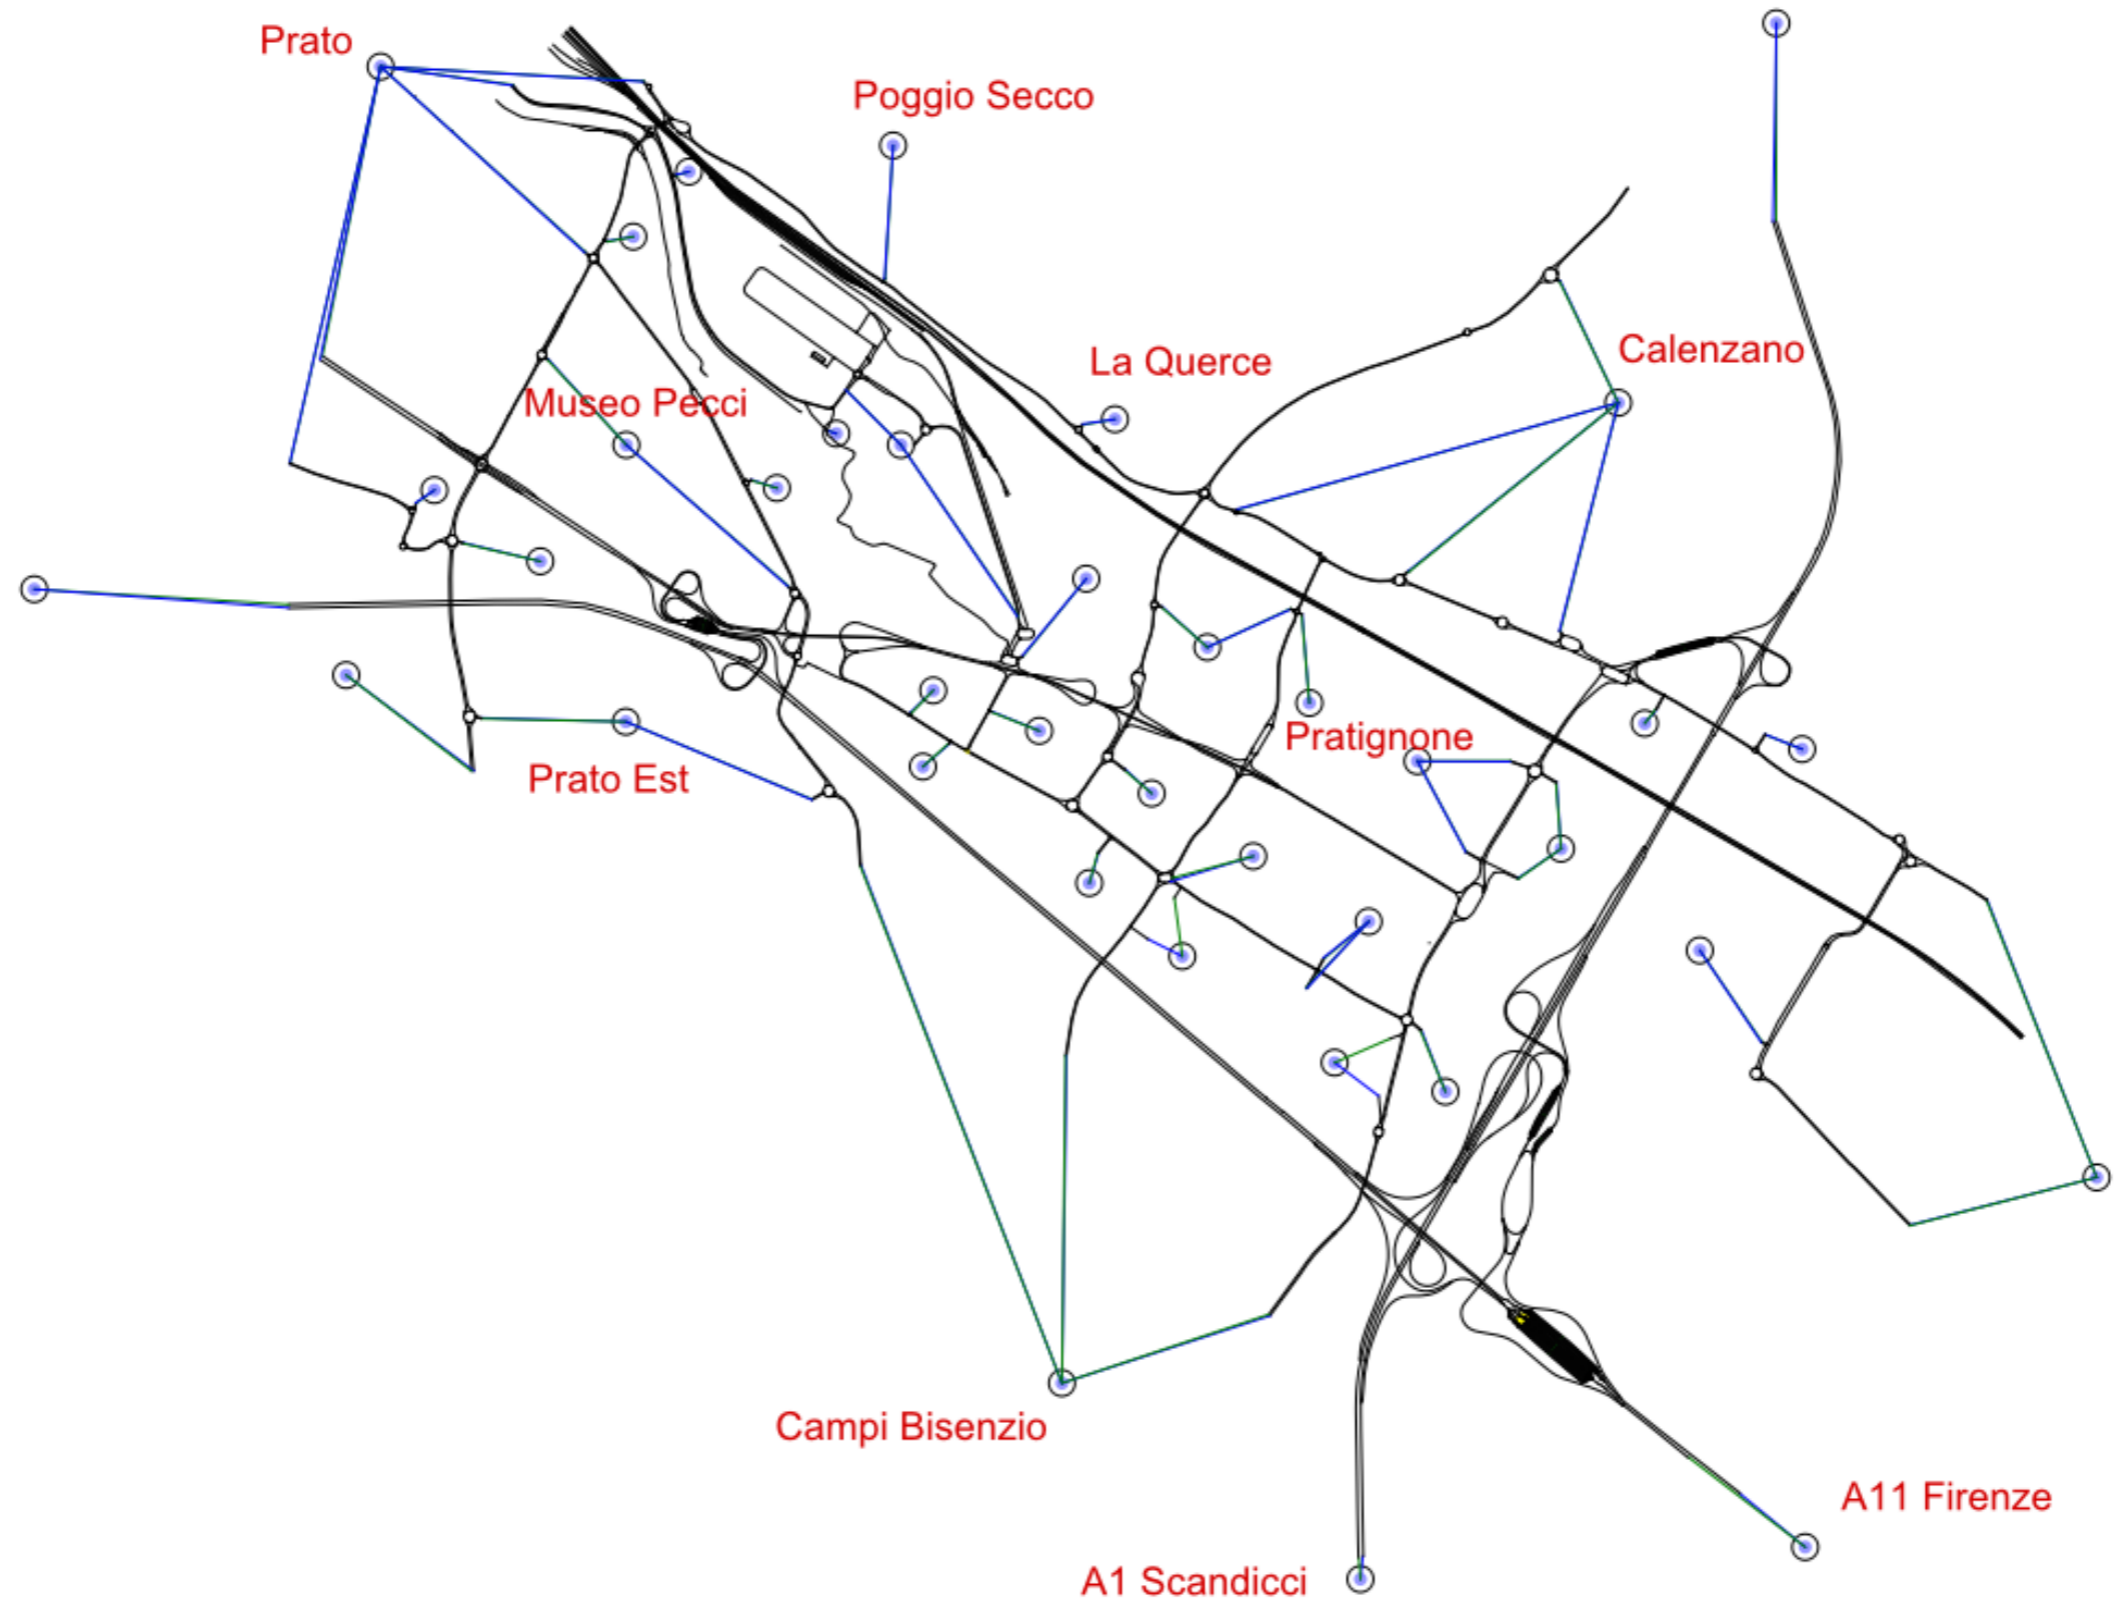 Prato
Poggio Secco
La Querce
Calenzano
Museo Pecci
Pratignone
Prato Est
Campi Bisenzio
A11 Firenze
A1 Scandicci